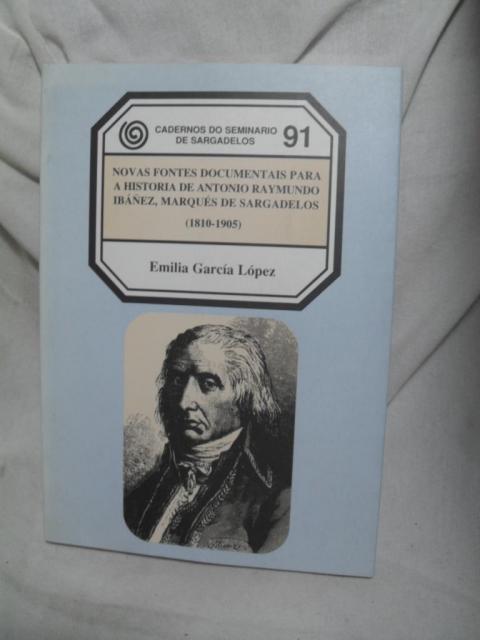 CADERNOS DO SEMINARIO
DE SARGADELOS
91
NOVAS FONTES DOCUMENTAIS PARA
A HISTORIA DE ANTONIO RAYMUNDO
IBÁÑEZ, MARQUÉS DE SARGADELOS
(1810-1905)
Emilia García López